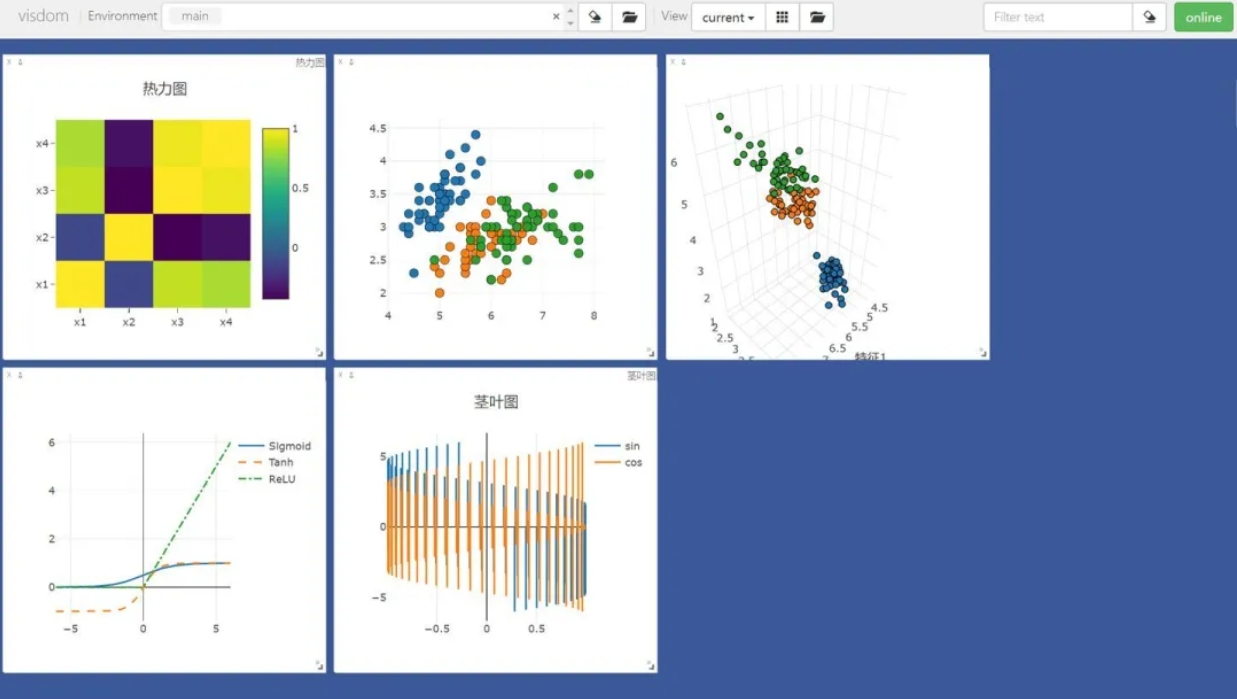 visdom Environment main × View current Filter text online
热力图
热力图
x4
x3
x2
x1
x1 x2 x3 x4
1
0.5
0
4.5
4
3.5
3
2.5
2
4 5 6 7 8
6
5
4
3
2
1
2
2.5
3
3.5
4.5
5
5.5
6
6.5
7
特征1
6
4
2
0
−5 0 5
Sigmoid
Tanh
ReLU
茎叶图
茎叶图
5
0
−5
−0.5 0 0.5
sin
cos